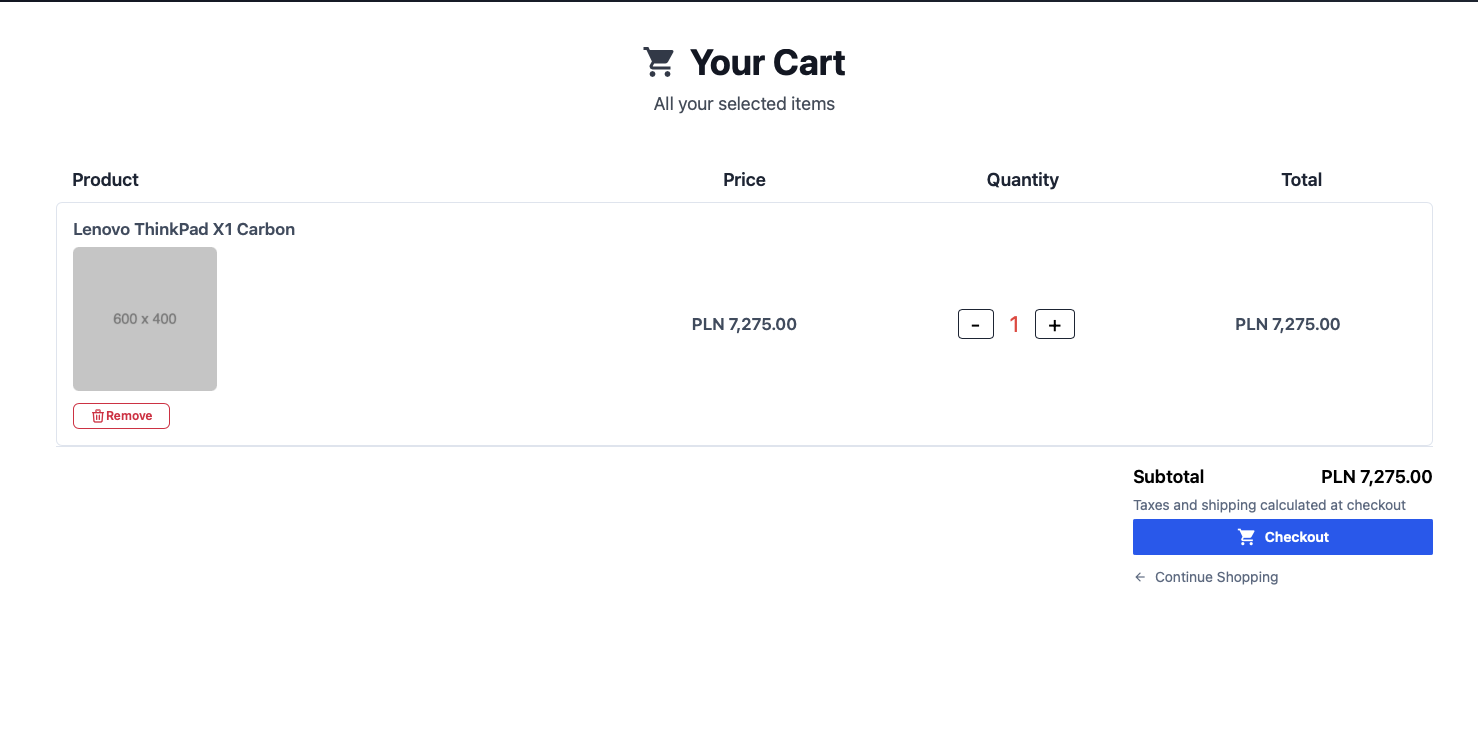 Your Cart
All your selected items
Product Price Quantity Total
Lenovo ThinkPad X1 Carbon
600 x 400
PLN 7,275.00 - 1 + PLN 7,275.00
Remove
Subtotal PLN 7,275.00
Taxes and shipping calculated at checkout
Checkout
← Continue Shopping